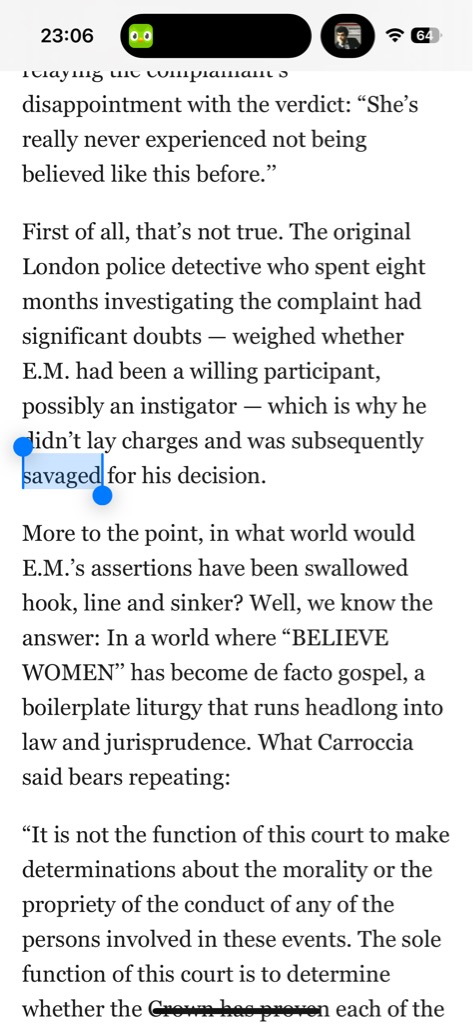 23:06
64
relaying the complainant's
disappointment with the verdict: “She’s
really never experienced not being
believed like this before.’’
First of all, that’s not true. The original
London police detective who spent eight
months investigating the complaint had
significant doubts — weighed whether
E.M. had been a willing participant,
possibly an instigator — which is why he
didn’t lay charges and was subsequently
savaged for his decision.
More to the point, in what world would
E.M.’s assertions have been swallowed
hook, line and sinker? Well, we know the
answer: In a world where “BELIEVE
WOMEN’’ has become de facto gospel, a
boilerplate liturgy that runs headlong into
law and jurisprudence. What Carroccia
said bears repeating:
“It is not the function of this court to make
determinations about the morality or the
propriety of the conduct of any of the
persons involved in these events. The sole
function of this court is to determine
whether the Crown has proven each of the